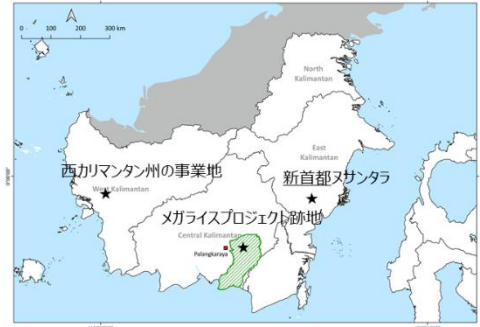 0 100 200 300 km
North
Kalimantan
East
Kalimantan
西カリマンタン州の事業地
West Kalimantan
新首都ヌサンタラ
メガライスプロジェクト跡地
Central Kalimantan
Palangkaraya